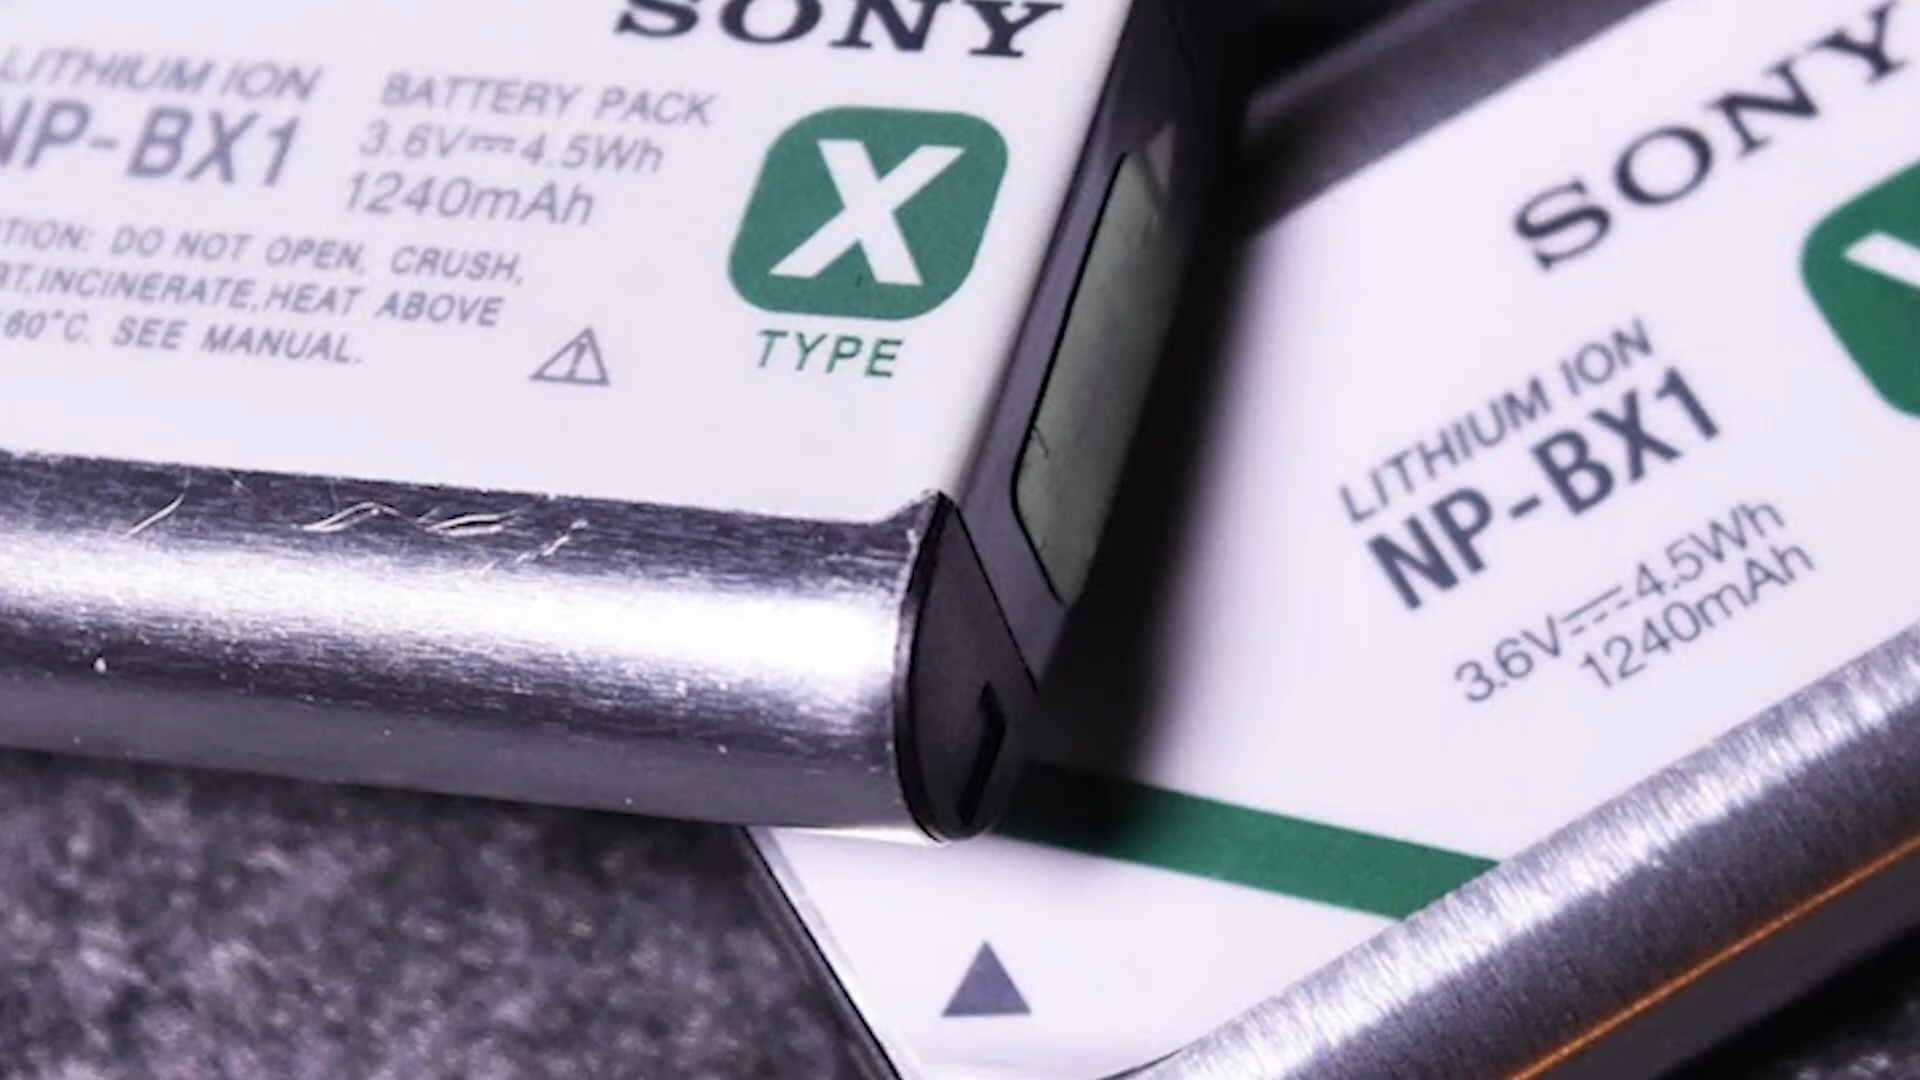 SONY
LITHIUM ION
NP-BX1
BATTERY PACK
3.6V⎓4.5Wh
1240mAh
X
TYPE
DO NOT OPEN, CRUSH,
INCINERATE,HEAT ABOVE
60°C. SEE MANUAL.
SONY
LITHIUM ION
NP-BX1
3.6V⎓4.5Wh
1240mAh